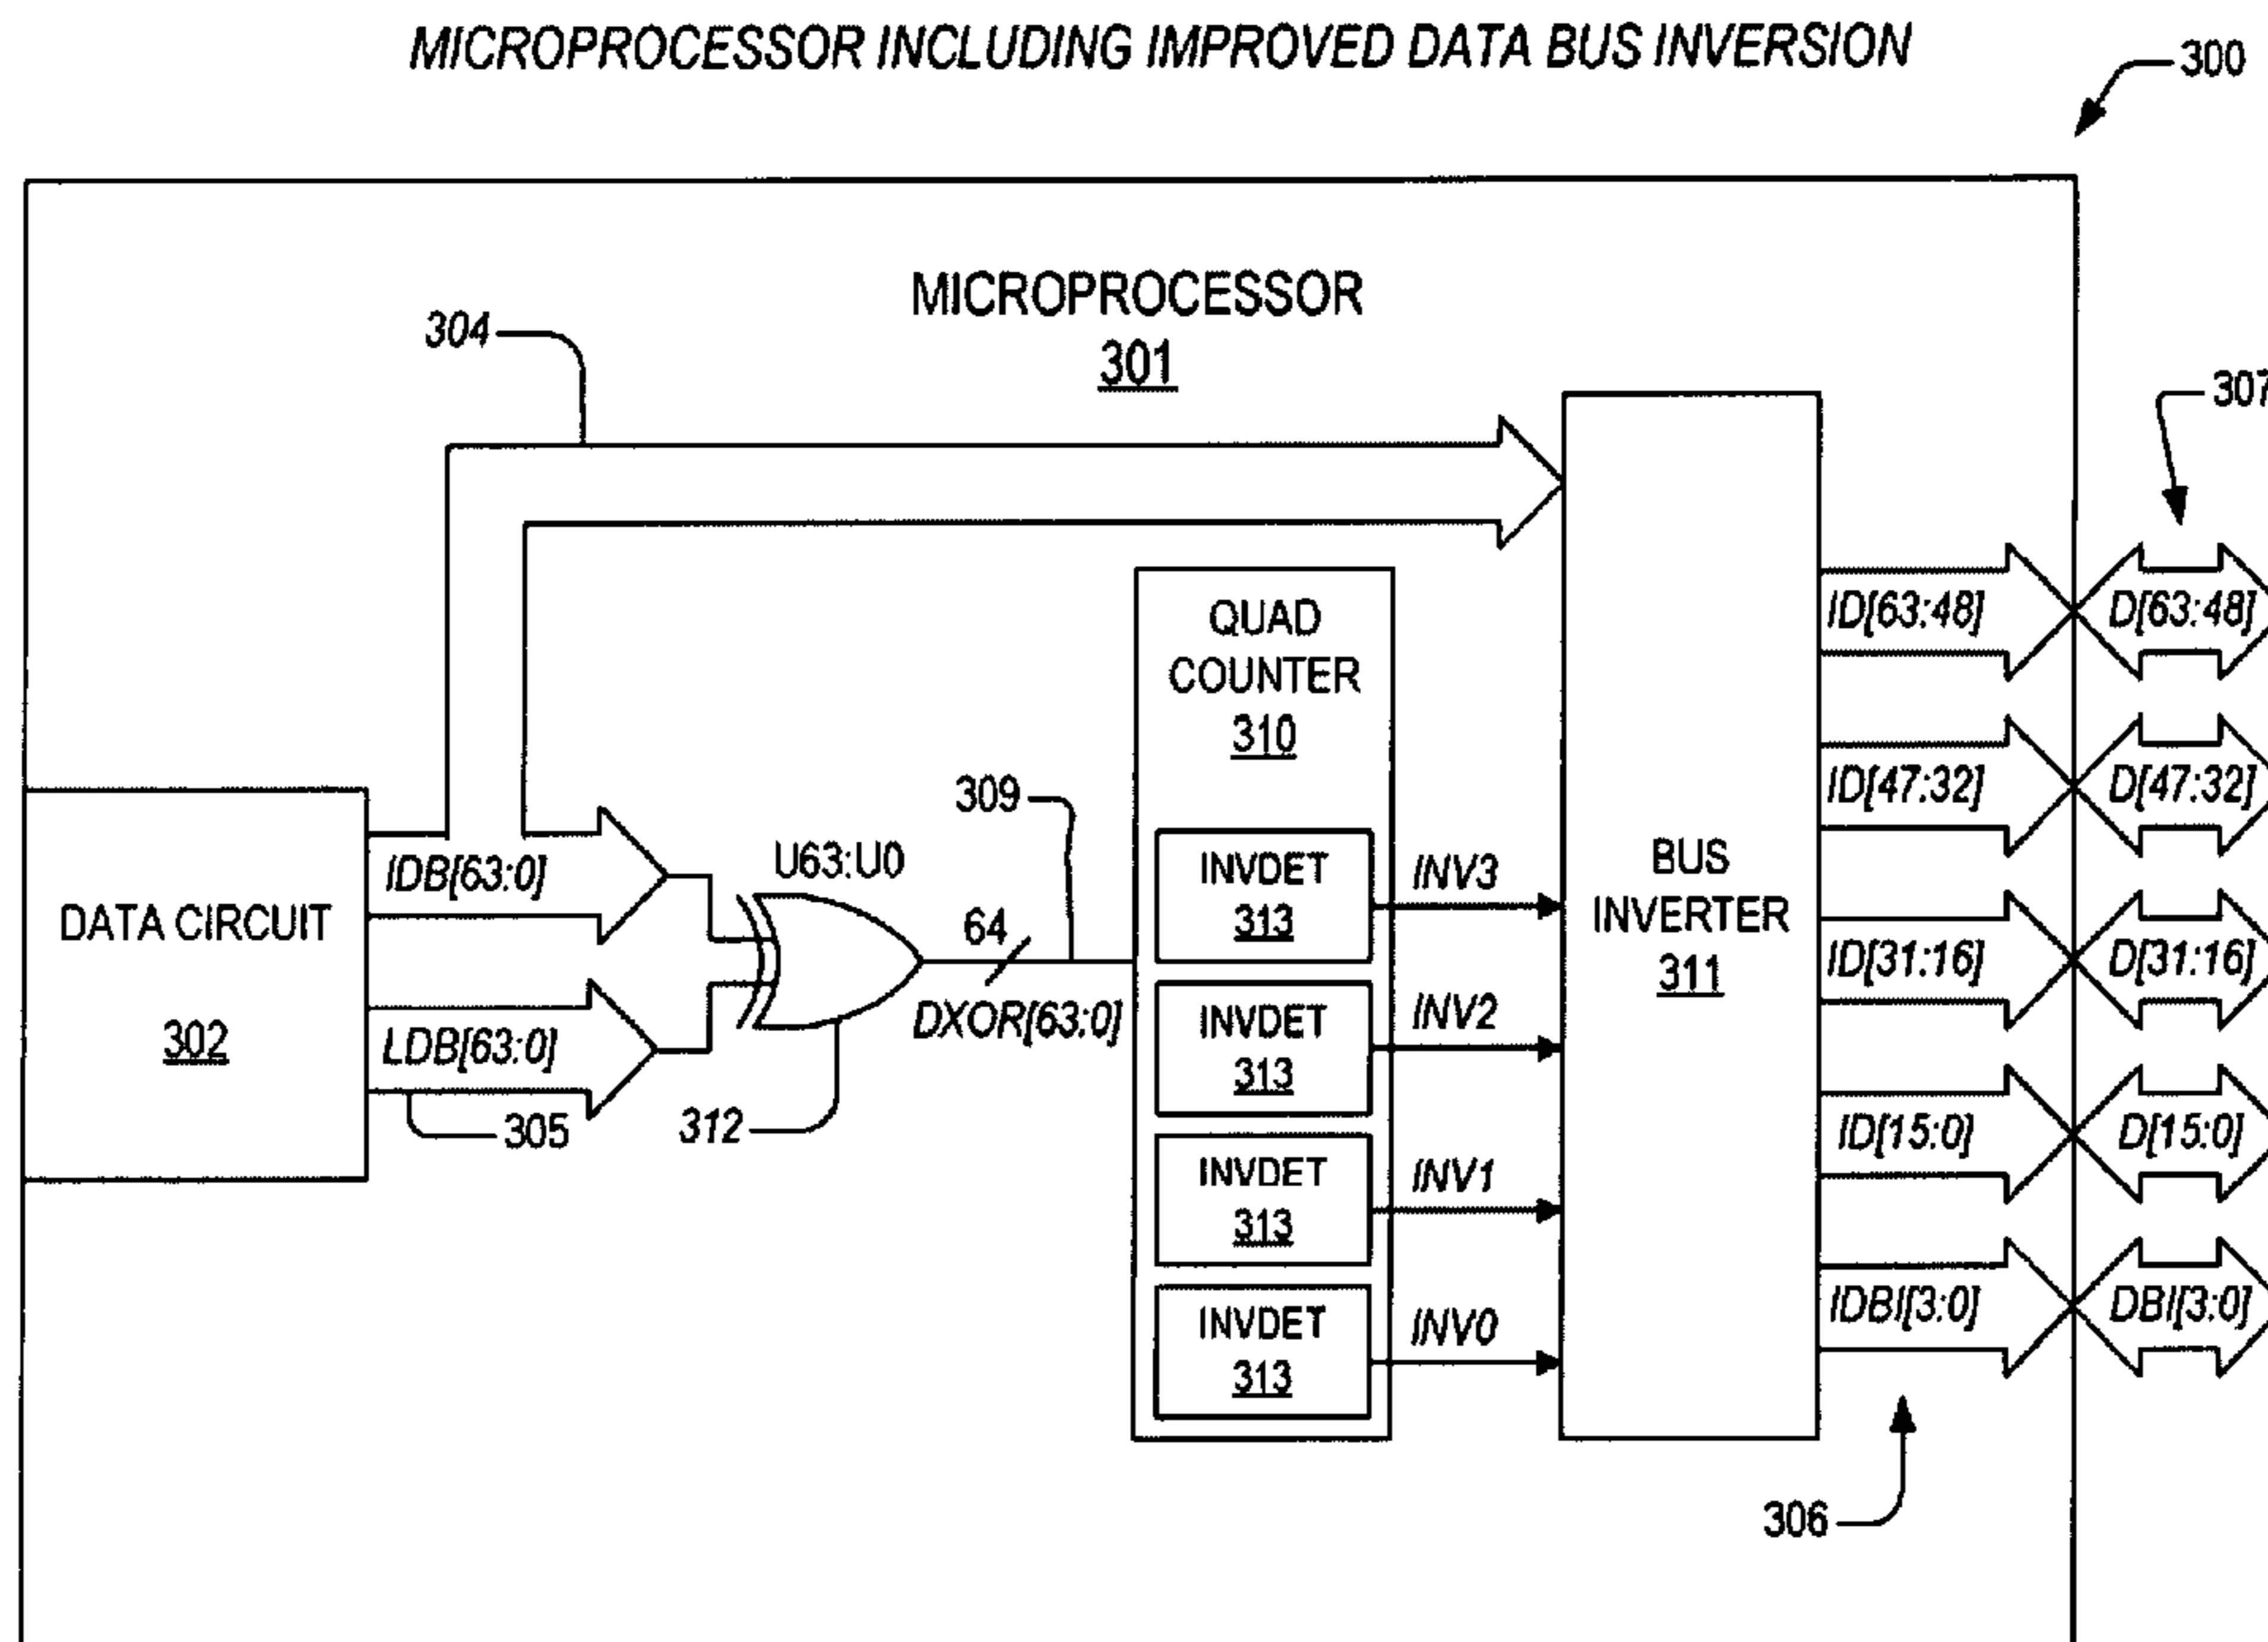 MICROPROCESSOR INCLUDING IMPROVED DATA BUS INVERSION
300
MICROPROCESSOR
301
304
307
QUAD
COUNTER
310
ID[63:48]
D[63:48]
ID[47:32]
D[47:32]
309
U63:U0
IDB[63:0]
DATA CIRCUIT
302
LDB[63:0]
305
312
64
DXOR[63:0]
INVDET
313
INV3
INVDET
313
INV2
INVDET
313
INV1
INVDET
313
INV0
BUS
INVERTER
311
ID[31:16]
D[31:16]
ID[15:0]
D[15:0]
IDBI[3:0]
DBI[3:0]
306